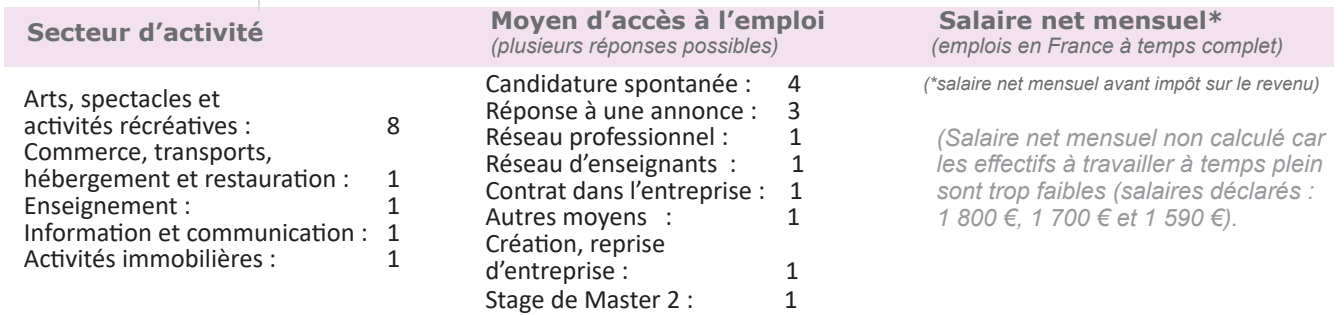 Secteur d’activité
Arts, spectacles et
activités récréatives : 8
Commerce, transports,
hébergement et restauration : 1
Enseignement : 1
Information et communication : 1
Activités immobilières : 1
Moyen d’accès à l’emploi
(plusieurs réponses possibles)
Candidature spontanée : 4
Réponse à une annonce : 3
Réseau professionnel : 1
Réseau d’enseignants : 1
Contrat dans l’entreprise : 1
Autres moyens : 1
Création, reprise
d’entreprise : 1
Stage de Master 2 : 1
Salaire net mensuel*
(emplois en France à temps complet)
(*salaire net mensuel avant impôt sur le revenu)
(Salaire net mensuel non calculé car
les effectifs à travailler à temps plein
sont trop faibles (salaires déclarés :
1 800 €, 1 700 € et 1 590 €).